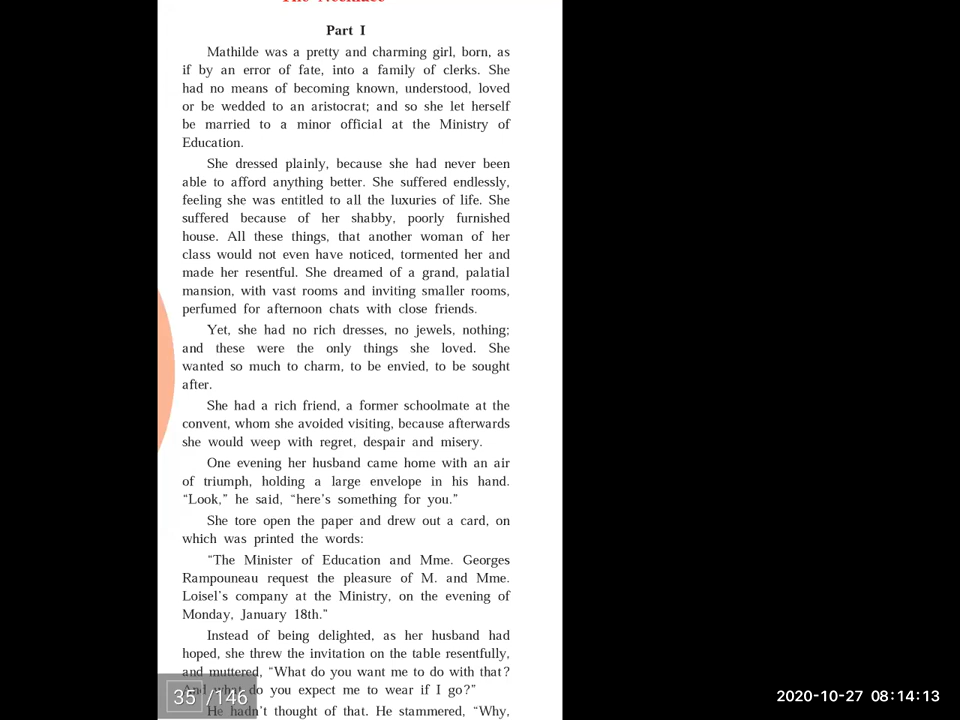 The Necklace
Part I
Mathilde was a pretty and charming girl, born, as
if by an error of fate, into a family of clerks. She
had no means of becoming known, understood, loved
or be wedded to an aristocrat; and so she let herself
be married to a minor official at the Ministry of
Education.
She dressed plainly, because she had never been
able to afford anything better. She suffered endlessly,
feeling she was entitled to all the luxuries of life. She
suffered because of her shabby, poorly furnished
house. All these things, that another woman of her
class would not even have noticed, tormented her and
made her resentful. She dreamed of a grand, palatial
mansion, with vast rooms and inviting smaller rooms,
perfumed for afternoon chats with close friends.
Yet, she had no rich dresses, no jewels, nothing;
and these were the only things she loved. She
wanted so much to charm, to be envied, to be sought
after.
She had a rich friend, a former schoolmate at the
convent, whom she avoided visiting, because afterwards
she would weep with regret, despair and misery.
One evening her husband came home with an air
of triumph, holding a large envelope in his hand.
“Look,” he said, “here’s something for you.”
She tore open the paper and drew out a card, on
which was printed the words:
“The Minister of Education and Mme. Georges
Rampouneau request the pleasure of M. and Mme.
Loisel’s company at the Ministry, on the evening of
Monday, January 18th.”
Instead of being delighted, as her husband had
hoped, she threw the invitation on the table resentfully,
and muttered, “What do you want me to do with that?
And what do you expect me to wear if I go?”
He hadn’t thought of that. He stammered, “Why,
35 /146
2020-10-27 08:14:13